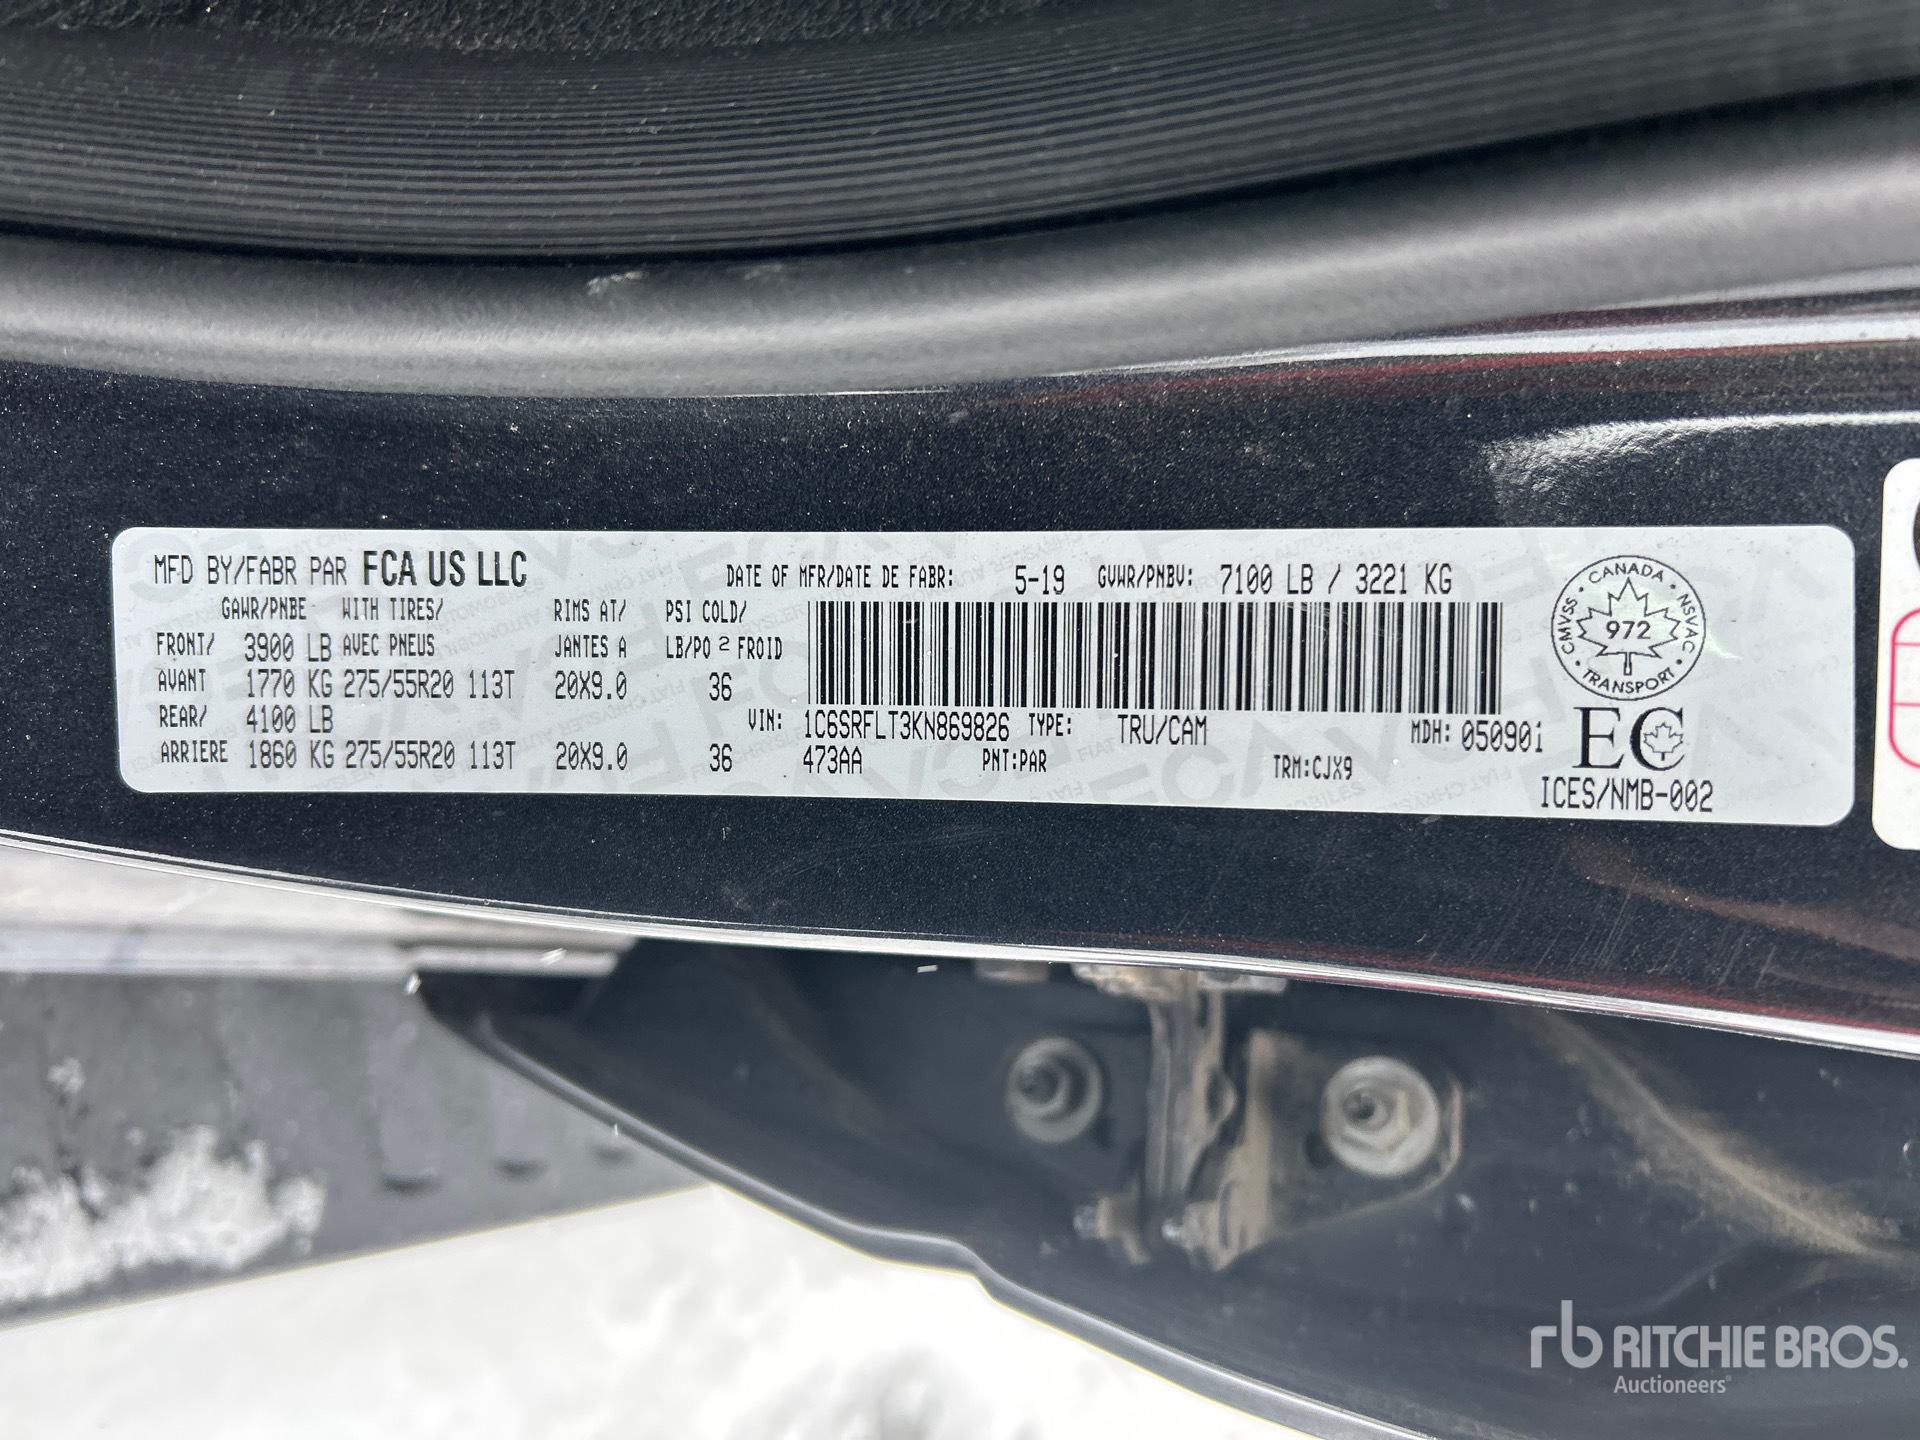 MFD BY/FABR PAR FCA US LLC
DATE OF MFR/DATE DE FABR: 5-19 GVWR/PNBV: 7100 LB / 3221 KG
GAWR/PNBE WITH TIRES/ RIMS AT/ PSI COLD/
FRONT/ 3900 LB AVEC PNEUS JANTES A LB/PO 2 FROID
AVANT 1770 KG 275/55R20 113T 20X9.0 36
REAR/ 4100 LB
ARRIERE 1860 KG 275/55R20 113T 20X9.0 36
VIN: 1C6SRFLT3KN869826 TYPE: TRU/CAM MDH: 050901
473AA PNT:PAR TRM:CJX9
CANADA
CMVSS · NSVAC
972
TRANSPORT
EC
ICES/NMB-002
rb RITCHIE BROS.
Auctioneers